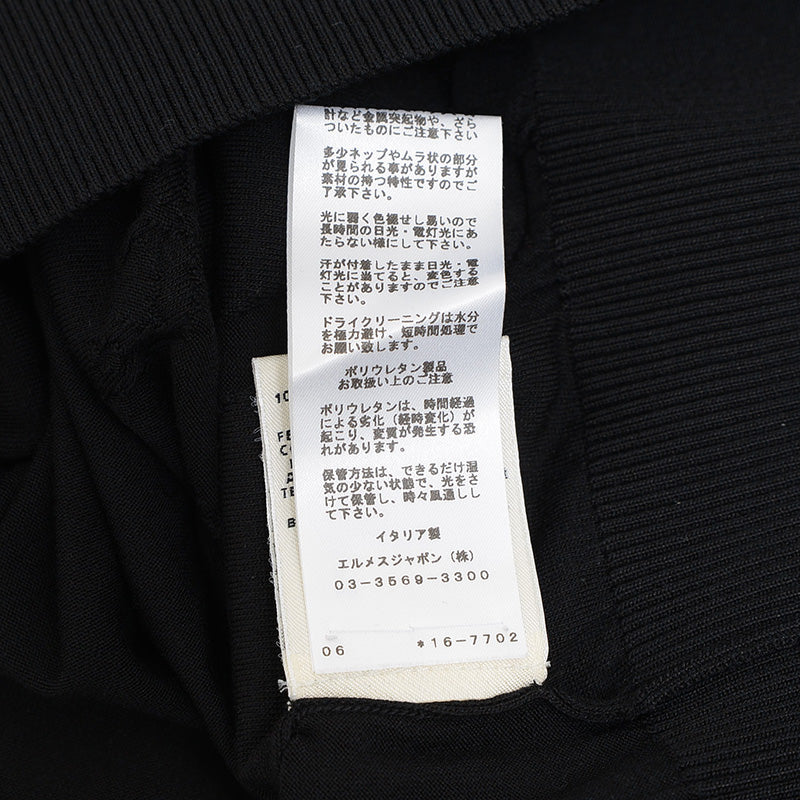 計など金属突起物や、ざら
ついたものにご注意下さい
多少ネップやムラ状の部分
が見られる事がありますが
素材の持つ特性ですのでご
了承下さい。
光に弱く色褪せし易いので
長時間の日光・電灯光にあ
たらない様にして下さい。
汗が付着したまま日光・電
灯光に当てると、変色する
ことがありますのでご注意
下さい。
ドライクリーニングは水分
を極力避け、短時間処理で
お願い致します。
ポリウレタン製品
お取扱い上のご注意
ポリウレタンは、時間経過
による劣化（経時変化）が
起こり、変質が発生する恐
れがあります。
保管方法は、できるだけ湿
気の少ない状態で、光をさ
けて保管し、時々風通しし
て下さい。
イタリア製
エルメスジャポン（株）
03-3569-3300
06 *16-7702
10
FE
TE